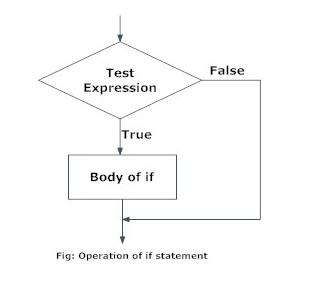 Test
Expression
False
True
Body of if
Fig: Operation of if statement